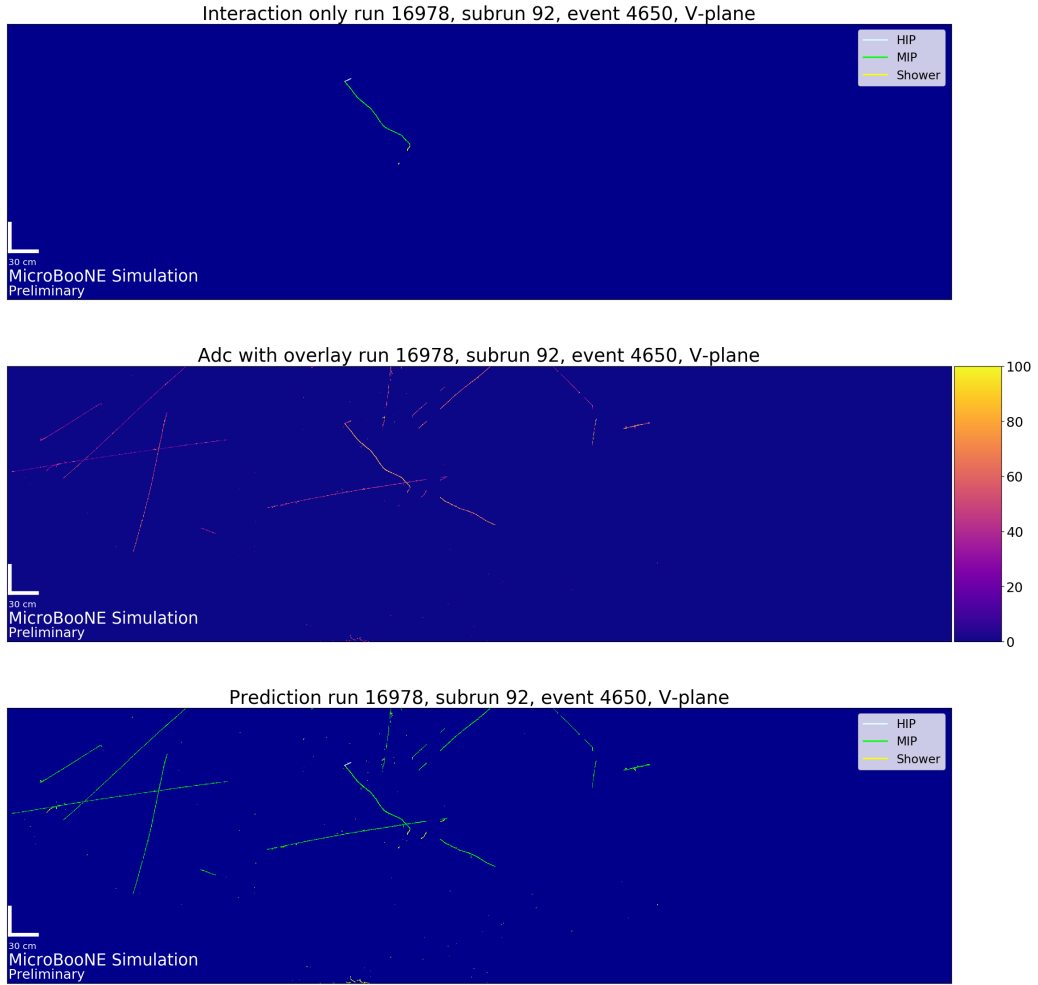 Interaction only run 16978, subrun 92, event 4650, V-plane
HIP
MIP
Shower
30 cm
MicroBooNE Simulation
Preliminary
Adc with overlay run 16978, subrun 92, event 4650, V-plane
100
80
60
40
20
0
30 cm
MicroBooNE Simulation
Preliminary
Prediction run 16978, subrun 92, event 4650, V-plane
HIP
MIP
Shower
30 cm
MicroBooNE Simulation
Preliminary